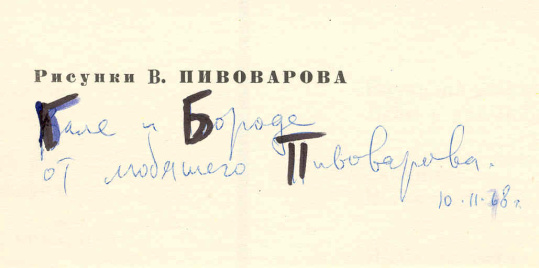 Рисунки В. ПИВОВАРОВА
Гале и Бороде
от любящего Пивоварова.
10.11.68 г.